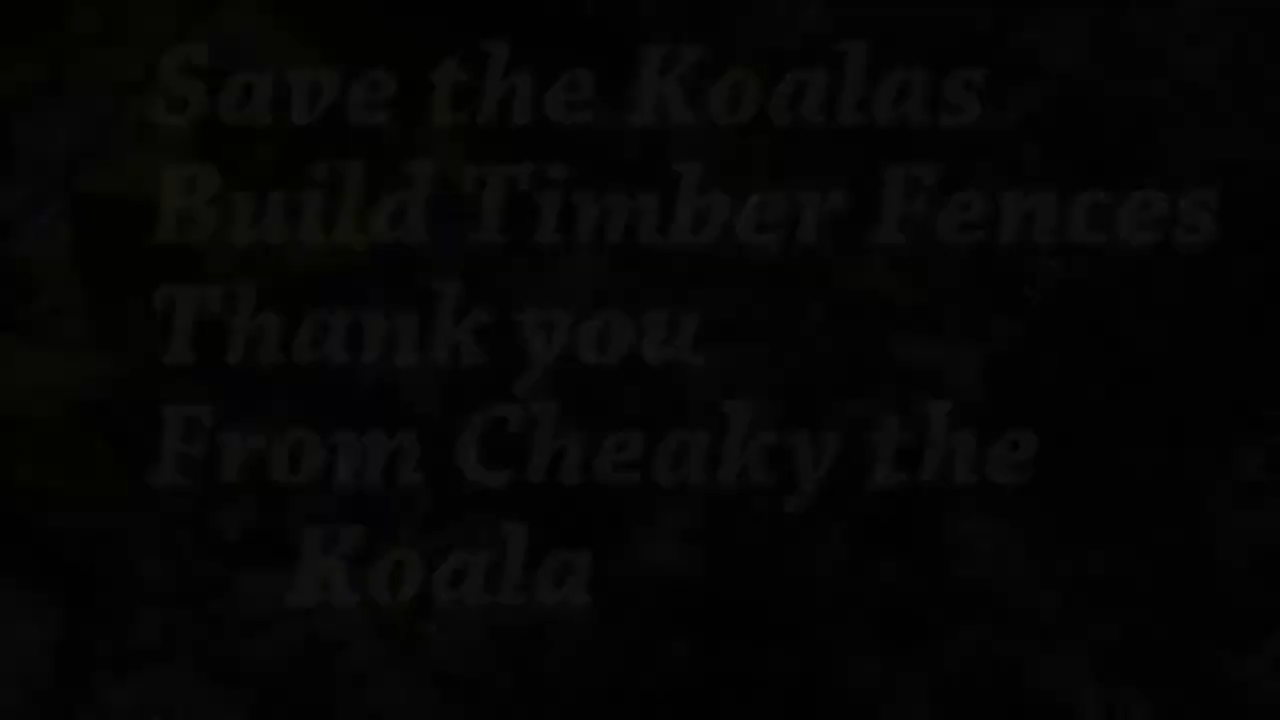 Save the Koalas
Build Timber Fences
Thank you
From Cheaky the
Koala